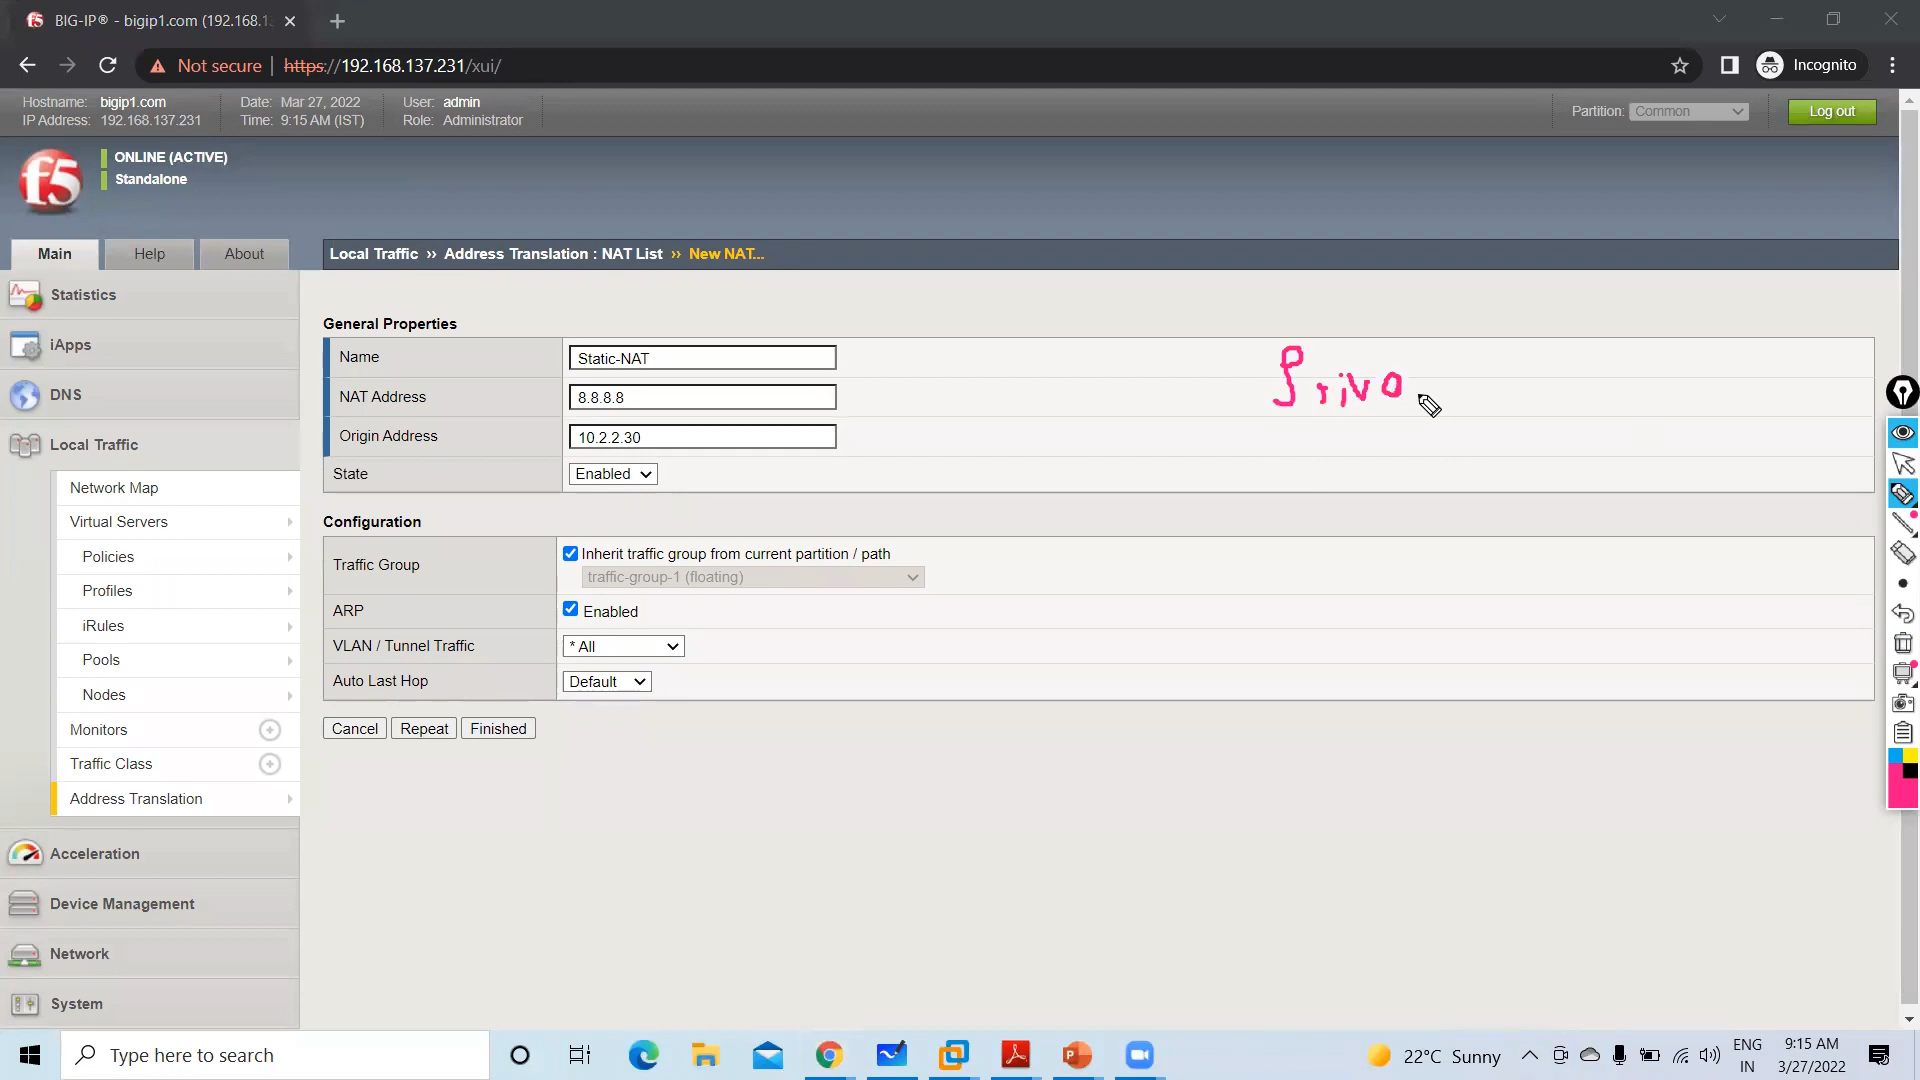 BIG-IP® - bigip1.com (192.168.1
Not secure | https://192.168.137.231/xui/
Incognito
Hostname: bigip1.com Date: Mar 27, 2022 User: admin
IP Address: 192.168.137.231 Time: 9:15 AM (IST) Role: Administrator
Partition: Common Log out
f5
ONLINE (ACTIVE)
Standalone
Main Help About
Local Traffic ›› Address Translation : NAT List ›› New NAT...
Statistics
iApps
DNS
Local Traffic
Network Map
Virtual Servers
Policies
Profiles
iRules
Pools
Nodes
Monitors
Traffic Class
Address Translation
Acceleration
Device Management
Network
System
General Properties
Name Static-NAT
NAT Address 8.8.8.8
Origin Address 10.2.2.30
State Enabled
Priva
Configuration
Traffic Group Inherit traffic group from current partition / path
traffic-group-1 (floating)
ARP Enabled
VLAN / Tunnel Traffic * All
Auto Last Hop Default
Cancel Repeat Finished
Type here to search
22°C Sunny
ENG
IN
9:15 AM
3/27/2022